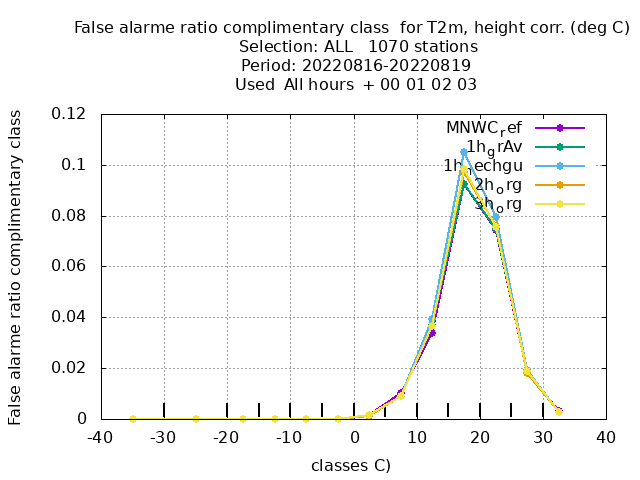 False alarme ratio complimentary class  for T2m, height corr. (deg C)
Selection: ALL   1070 stations
Period: 20220816-20220819
Used  All hours  + 00 01 02 03
False alarme ratio complimentary class
0.12
0.1
0.08
0.06
0.04
0.02
0
MNWC_ref
1h_grAv
1h_nechgu
2h_org
3h_org
-40
-30
-20
-10
0
10
20
30
40
classes C)